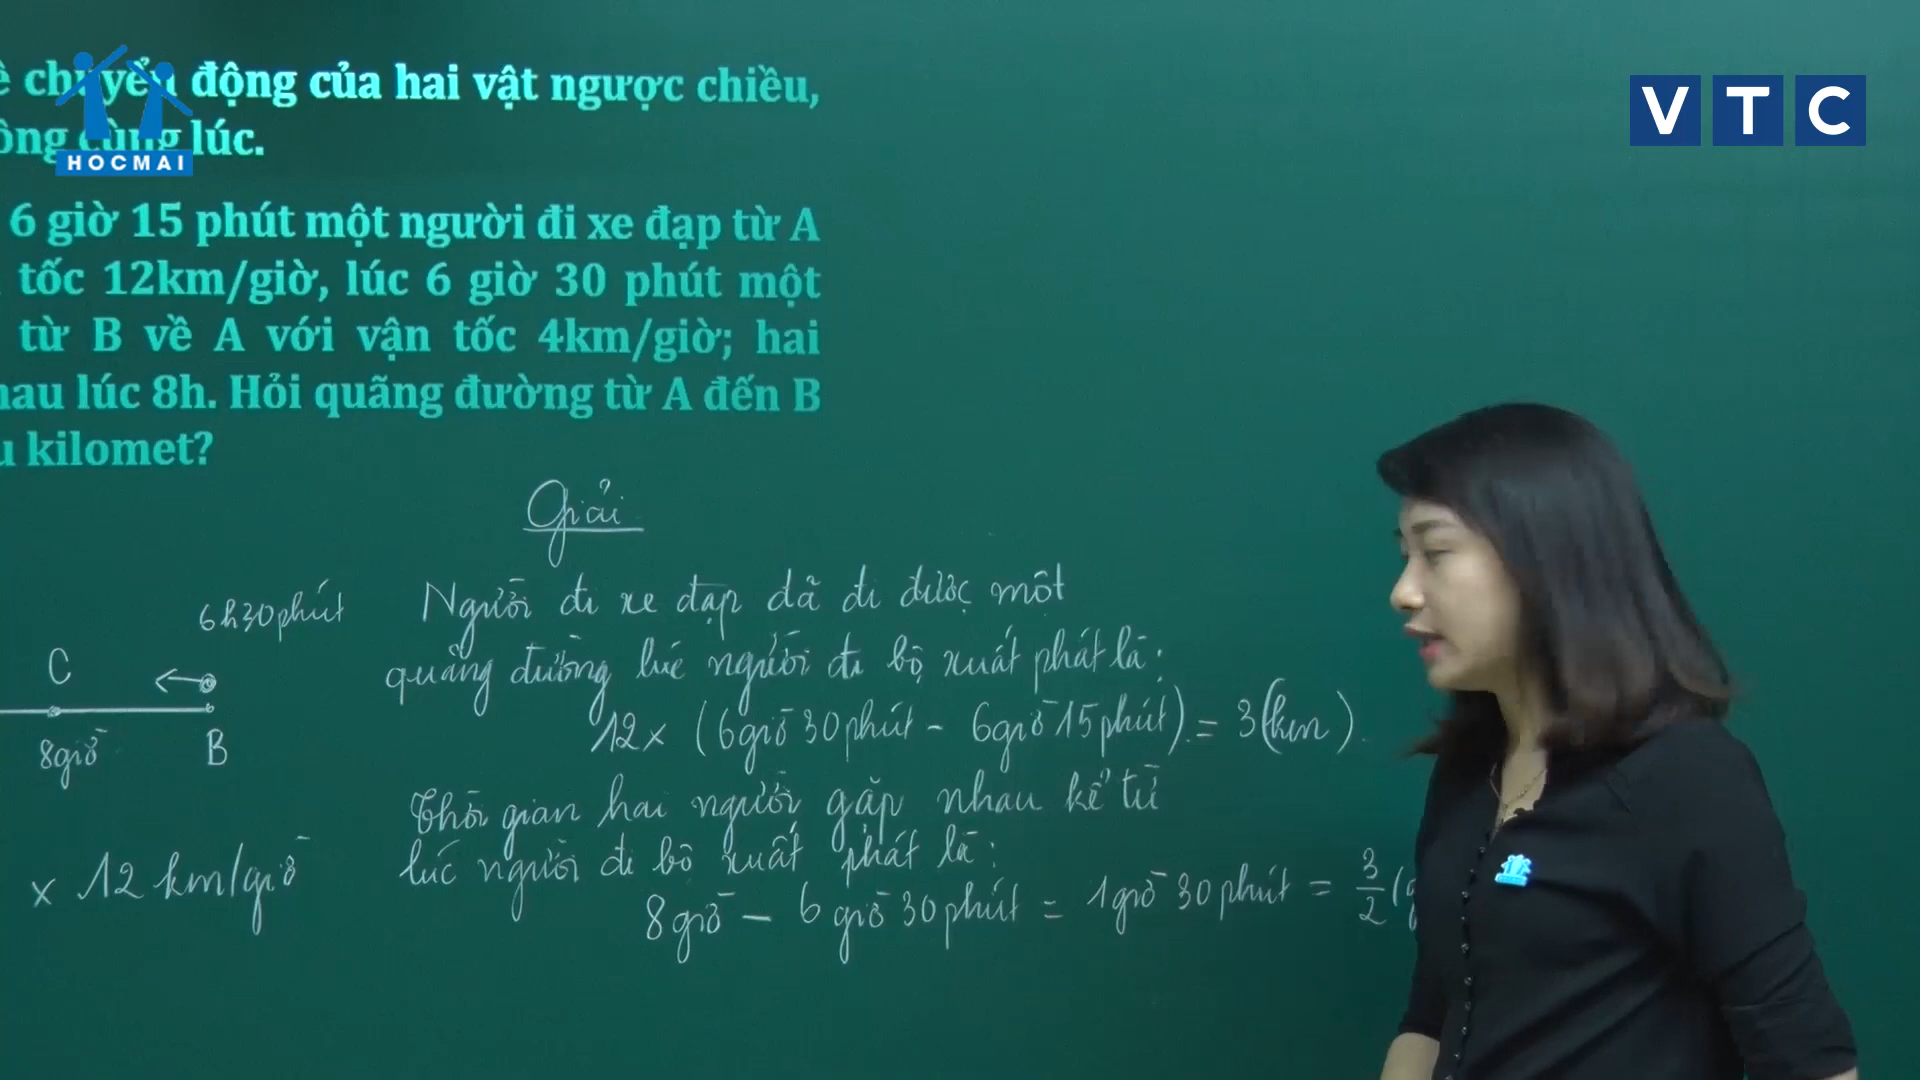 chuyển động của hai vật ngược chiều,
cùng lúc.
HOCMAI
VTC
6 giờ 15 phút một người đi xe đạp từ A
tốc 12km/giờ, lúc 6 giờ 30 phút một
từ B về A với vận tốc 4km/giờ; hai
lúc 8h. Hỏi quãng đường từ A đến B
kilomet?
Giải
6h30phút
C
8giờ
B
x 12 km/giờ
Người đi xe đạp đã đi được một
quãng đường lúc người đi bộ xuất phát là:
12 x (6giờ 30phút - 6giờ 15phút) = 3(km)
Thời gian hai người gặp nhau kể từ
lúc người đi bộ xuất phát là:
8giờ - 6 giờ 30 phút = 1giờ 30 phút = 3/2 (g